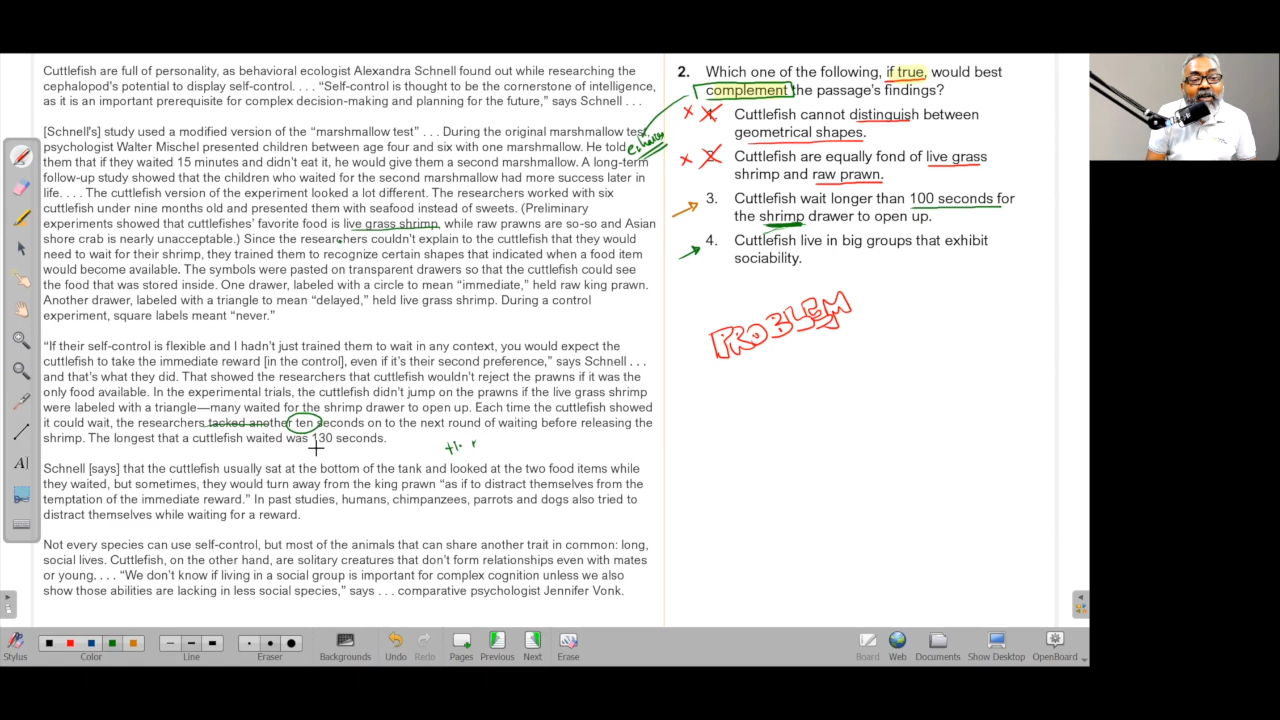 Cuttlefish are full of personality, as behavioral ecologist Alexandra Schnell found out while researching the
cephalopod's potential to display self-control. . . . “Self-control is thought to be the cornerstone of intelligence,
as it is an important prerequisite for complex decision-making and planning for the future,” says Schnell . . .
[Schnell's] study used a modified version of the “marshmallow test” . . . During the original marshmallow test,
psychologist Walter Mischel presented children between age four and six with one marshmallow. He told
them that if they waited 15 minutes and didn't eat it, he would give them a second marshmallow. A long-term
follow-up study showed that the children who waited for the second marshmallow had more success later in
life. . . . The cuttlefish version of the experiment looked a lot different. The researchers worked with six
cuttlefish under nine months old and presented them with seafood instead of sweets. (Preliminary
experiments showed that cuttlefishes' favorite food is live grass shrimp, while raw prawns are so-so and Asian
shore crab is nearly unacceptable.) Since the researchers couldn't explain to the cuttlefish that they would
need to wait for their shrimp, they trained them to recognize certain shapes that indicated when a food item
would become available. The symbols were pasted on transparent drawers so that the cuttlefish could see
the food that was stored inside. One drawer, labeled with a circle to mean “immediate,” held raw king prawn.
Another drawer, labeled with a triangle to mean “delayed,” held live grass shrimp. During a control
experiment, square labels meant “never.”
“If their self-control is flexible and I hadn't just trained them to wait in any context, you would expect the
cuttlefish to take the immediate reward [in the control], even if it's their second preference,” says Schnell . . .
and that's what they did. That showed the researchers that cuttlefish wouldn't reject the prawns if it was the
only food available. In the experimental trials, the cuttlefish didn't jump on the prawns if the live grass shrimp
were labeled with a triangle—many waited for the shrimp drawer to open up. Each time the cuttlefish showed
it could wait, the researchers tacked another ten seconds on to the next round of waiting before releasing the
shrimp. The longest that a cuttlefish waited was 130 seconds.
Schnell [says] that the cuttlefish usually sat at the bottom of the tank and looked at the two food items while
they waited, but sometimes, they would turn away from the king prawn “as if to distract themselves from the
temptation of the immediate reward.” In past studies, humans, chimpanzees, parrots and dogs also tried to
distract themselves while waiting for a reward.
Not every species can use self-control, but most of the animals that can share another trait in common: long,
social lives. Cuttlefish, on the other hand, are solitary creatures that don't form relationships even with mates
or young. . . . “We don't know if living in a social group is important for complex cognition unless we also
show those abilities are lacking in less social species,” says . . . comparative psychologist Jennifer Vonk.
2. Which one of the following, if true, would best
complement the passage's findings?
Cuttlefish cannot distinguish between
geometrical shapes.
Cuttlefish are equally fond of live grass
shrimp and raw prawn.
3. Cuttlefish wait longer than 100 seconds for
the shrimp drawer to open up.
4. Cuttlefish live in big groups that exhibit
sociability.
PROBLEM
Stylus
Color
Line
Eraser
Backgrounds
Undo
Redo
Pages
Previous
Next
Erase
Board
Web
Documents
Show Desktop
OpenBoard